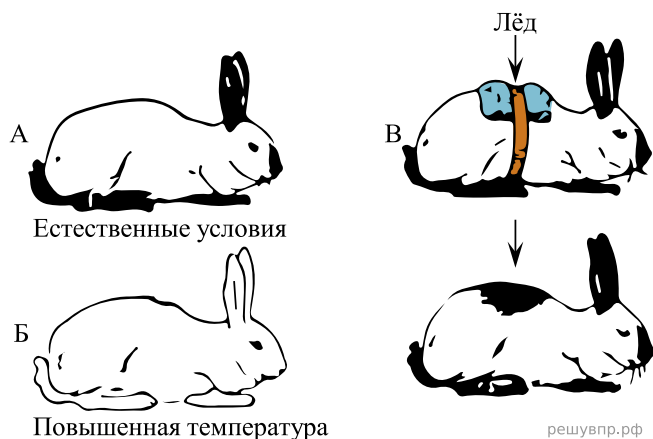 Лёд
А
В
Естественные условия
Б
Повышенная температура
решувпр.рф